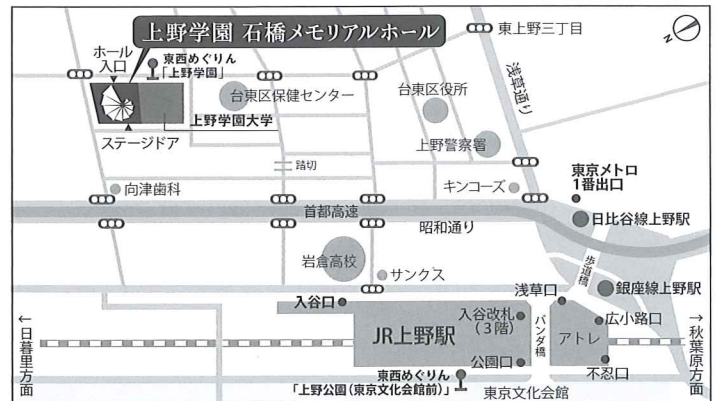 上野学園 石橋メモリアルホール
東上野三丁目
N
ホール
入口
東西めぐりん
「上野学園」
台東区保健センター
台東区役所
浅草通り
上野学園大学
ステージドア
上野警察署
踏切
東京メトロ
1番出口
向津歯科
キンコーズ
首都高速
日比谷線上野駅
昭和通り
岩倉高校
歩道橋
サンクス
銀座線上野駅
浅草口
入谷口
入谷改札
(3階)
広小路口
JR上野駅
パンダ橋
アトレ
←日暮里方面
→秋葉原方面
公園口
不忍口
東西めぐりん
「上野公園(東京文化会館前)」
東京文化会館